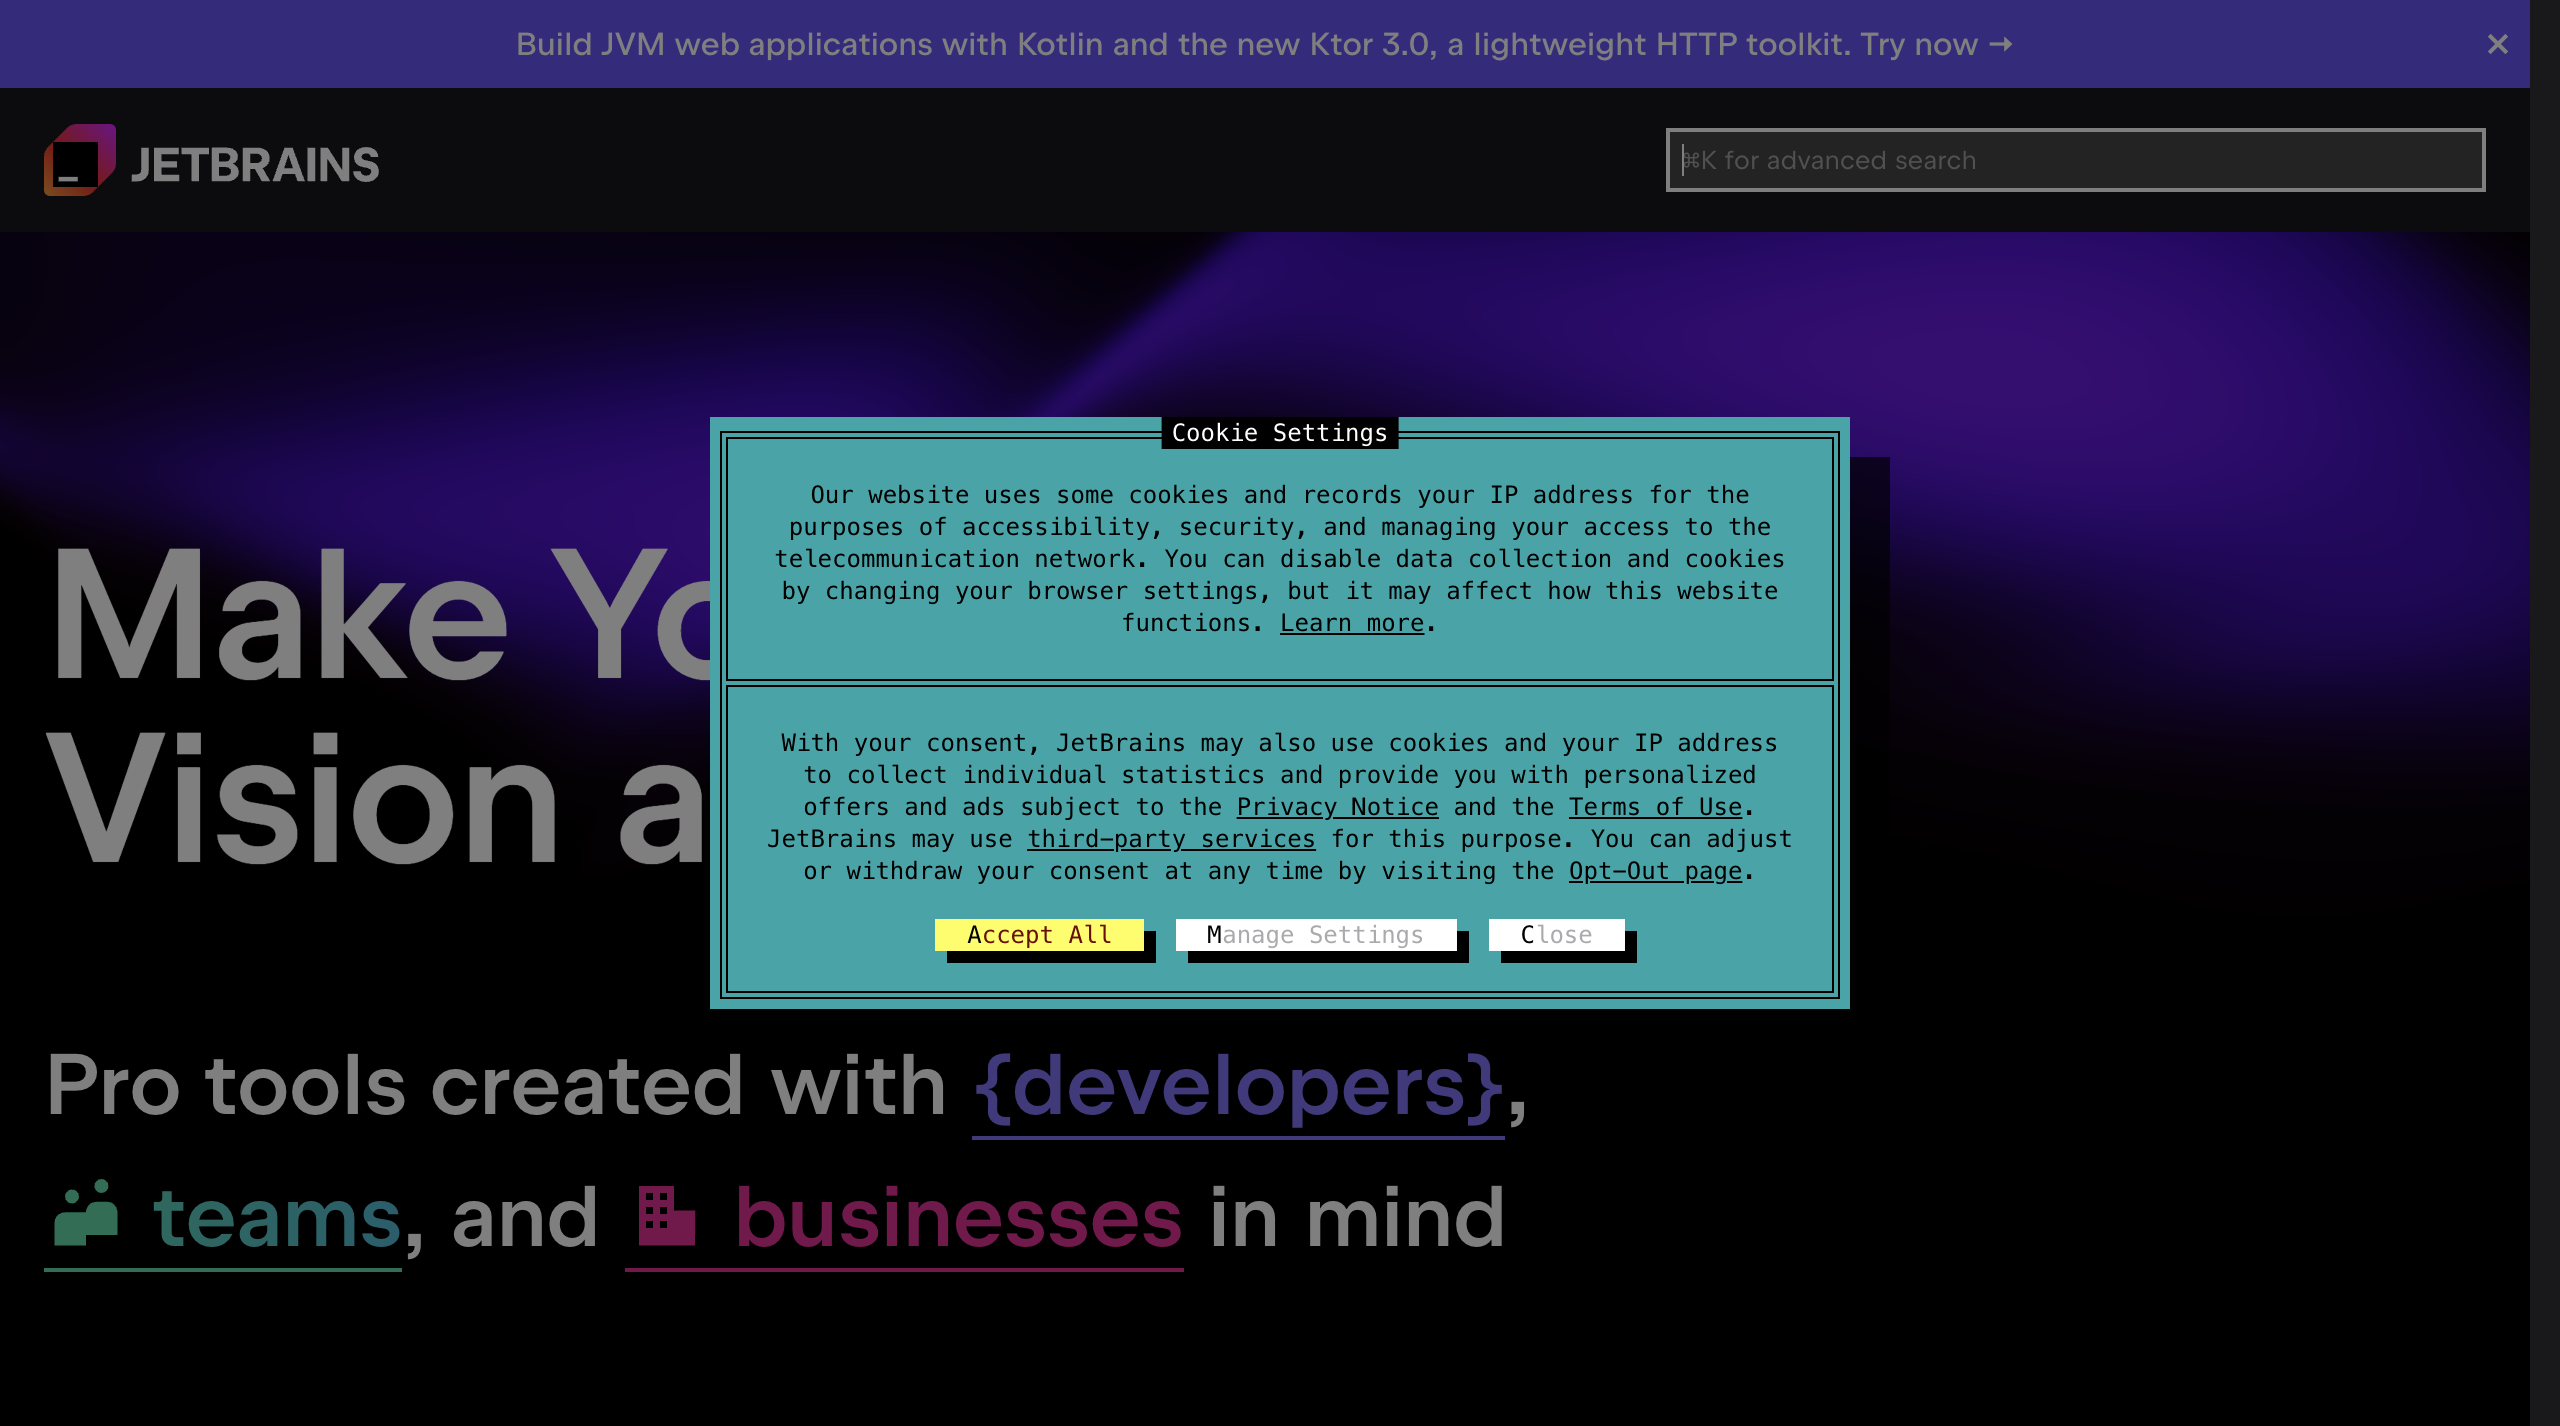 Build JVM web applications with Kotlin and the new Ktor 3.0, a lightweight HTTP toolkit. Try now →
JETBRAINS
⌘K for advanced search
Make Yo
Vision a
Cookie Settings
Our website uses some cookies and records your IP address for the
purposes of accessibility, security, and managing your access to the
telecommunication network. You can disable data collection and cookies
by changing your browser settings, but it may affect how this website
functions. Learn more.
With your consent, JetBrains may also use cookies and your IP address
to collect individual statistics and provide you with personalized
offers and ads subject to the Privacy Notice and the Terms of Use.
JetBrains may use third-party services for this purpose. You can adjust
or withdraw your consent at any time by visiting the Opt-Out page.
Accept All Manage Settings Close
Pro tools created with {developers},
teams, and businesses in mind